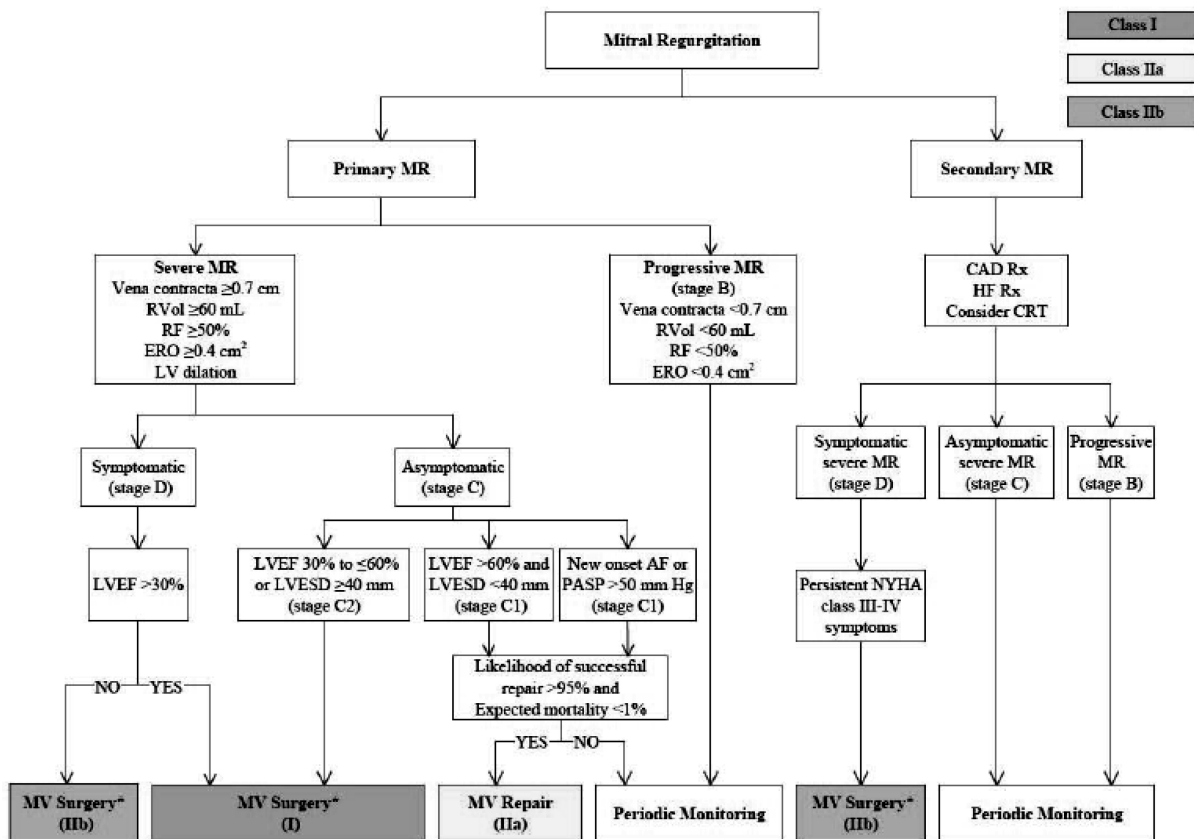 Mitral Regurgitation
Class I
Class IIa
Class IIb
Primary MR
Secondary MR
Severe MR
Vena contracta ≥0.7 cm
RVol ≥60 mL
RF ≥50%
ERO ≥0.4 cm²
LV dilation
Progressive MR
(stage B)
Vena contracta <0.7 cm
RVol <60 mL
RF <50%
ERO <0.4 cm²
CAD Rx
HF Rx
Consider CRT
Symptomatic
(stage D)
Asymptomatic
(stage C)
Symptomatic
severe MR
(stage D)
Asymptomatic
severe MR
(stage C)
Progressive
MR
(stage B)
LVEF >30%
LVEF 30% to ≤60%
or LVESD ≥40 mm
(stage C2)
LVEF >60% and
LVESD <40 mm
(stage C1)
New onset AF or
PASP >50 mm Hg
(stage C1)
Persistent NYHA
class III-IV
symptoms
Likelihood of successful
repair >95% and
Expected mortality <1%
NO
YES
YES
NO
MV Surgery*
(IIb)
MV Surgery*
(I)
MV Repair
(IIa)
Periodic Monitoring
MV Surgery*
(IIb)
Periodic Monitoring